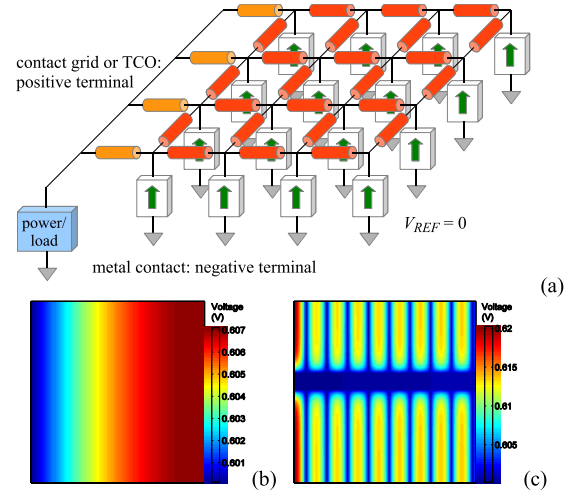 contact grid or TCO:
positive terminal
power/
load
V_REF = 0
metal contact: negative terminal
(a)
Voltage
(V)
0.607
0.606
0.605
0.604
0.603
0.602
0.601
(b)
Voltage
(V)
0.62
0.615
0.61
0.605
(c)